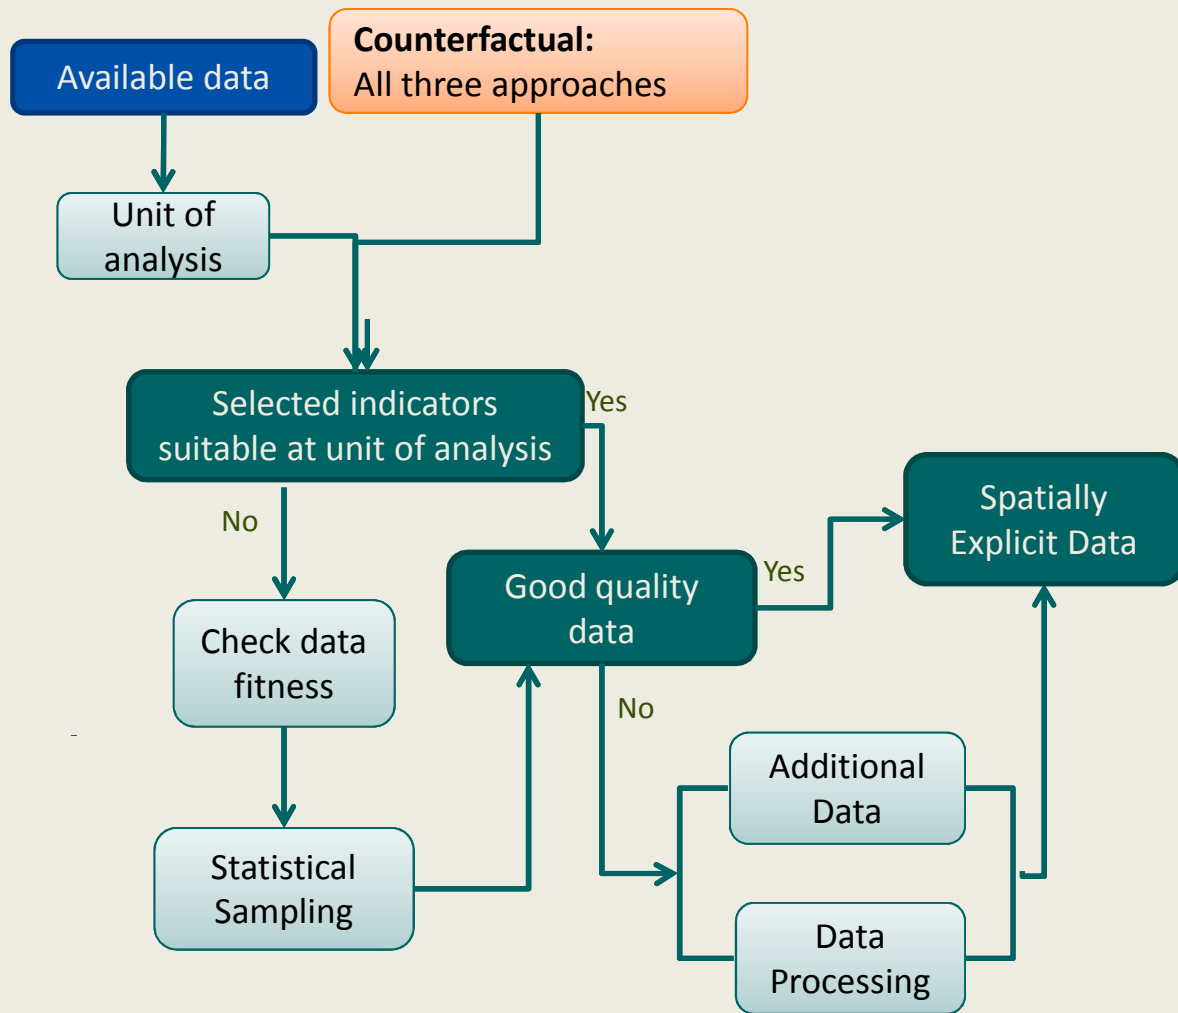 Available data
Counterfactual:
All three approaches
Unit of
analysis
Selected indicators
suitable at unit of analysis
Yes
No
Spatially
Explicit Data
Good quality
data
Yes
Check data
fitness
No
Additional
Data
Statistical
Sampling
Data
Processing